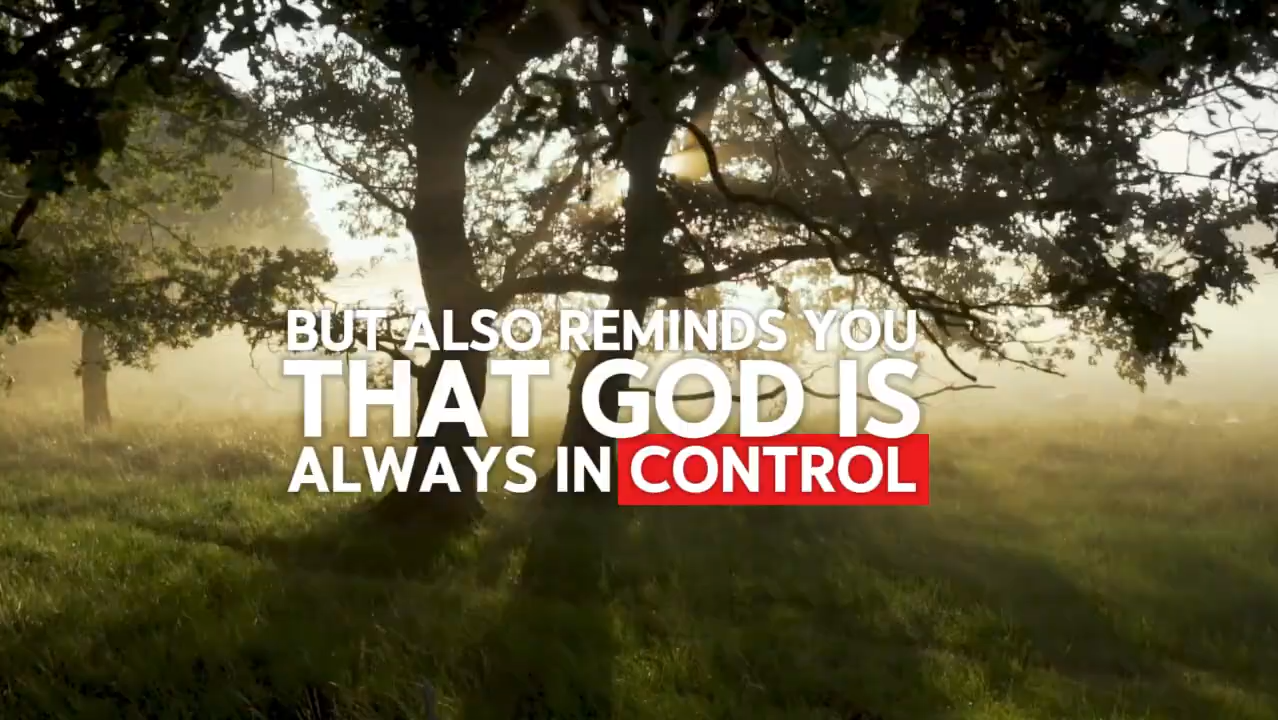 BUT ALSO REMINDS YOU
THAT GOD IS
ALWAYS IN CONTROL